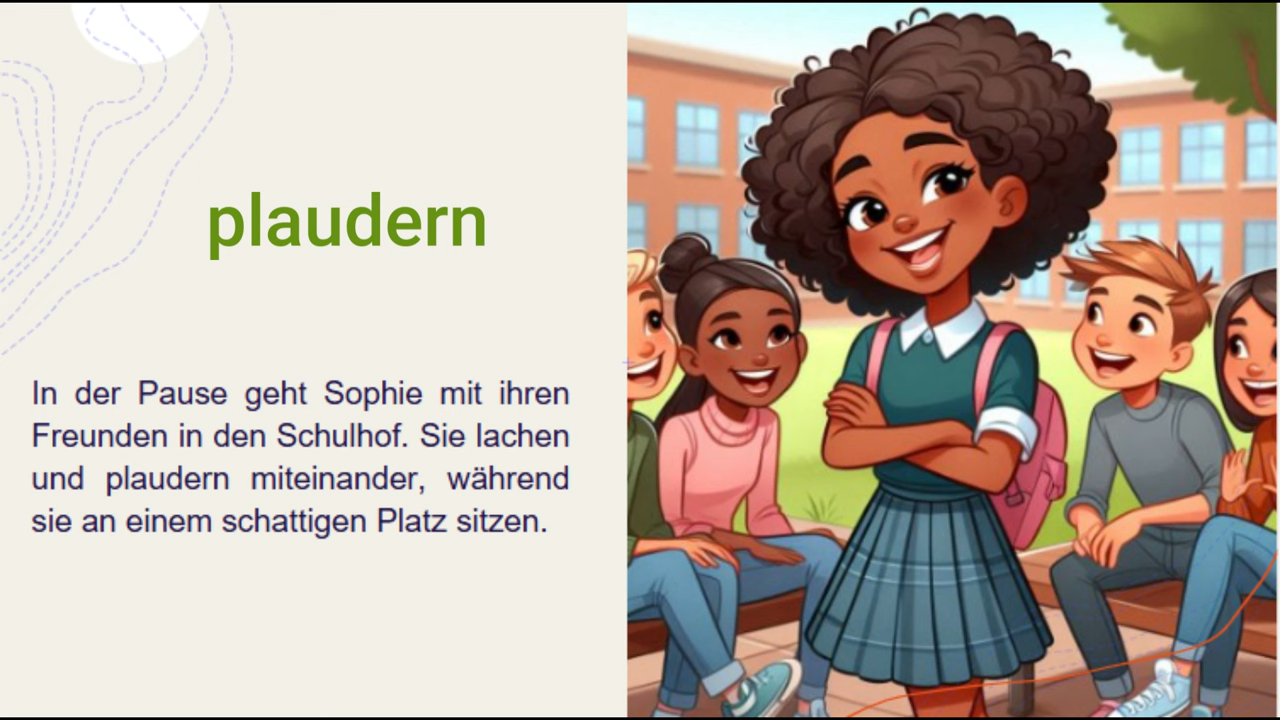 plaudern
In der Pause geht Sophie mit ihren
Freunden in den Schulhof. Sie lachen
und plaudern miteinander, während
sie an einem schattigen Platz sitzen.